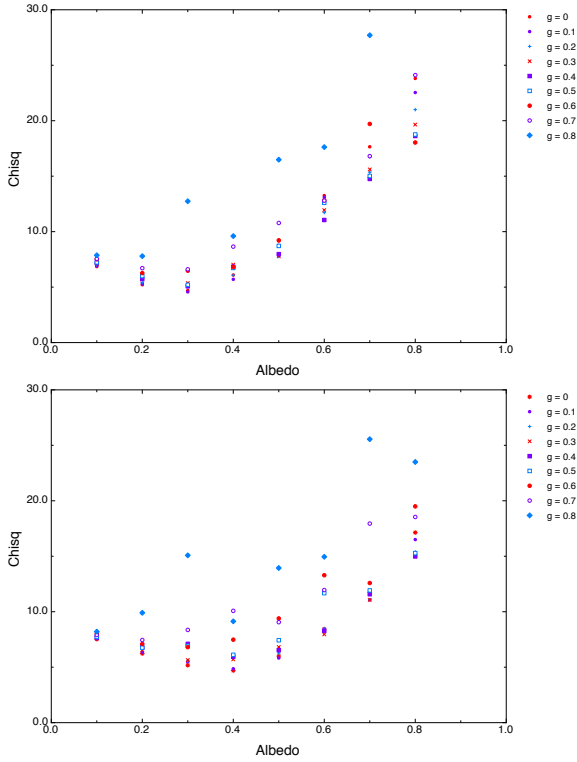 30.0
g = 0
g = 0.1
g = 0.2
g = 0.3
g = 0.4
g = 0.5
g = 0.6
g = 0.7
g = 0.8
20.0
Chisq
10.0
0.0
0.0 0.2 0.4 0.6 0.8 1.0
Albedo
30.0
g = 0
g = 0.1
g = 0.2
g = 0.3
g = 0.4
g = 0.5
g = 0.6
g = 0.7
g = 0.8
20.0
Chisq
10.0
0.0
0.0 0.2 0.4 0.6 0.8 1.0
Albedo